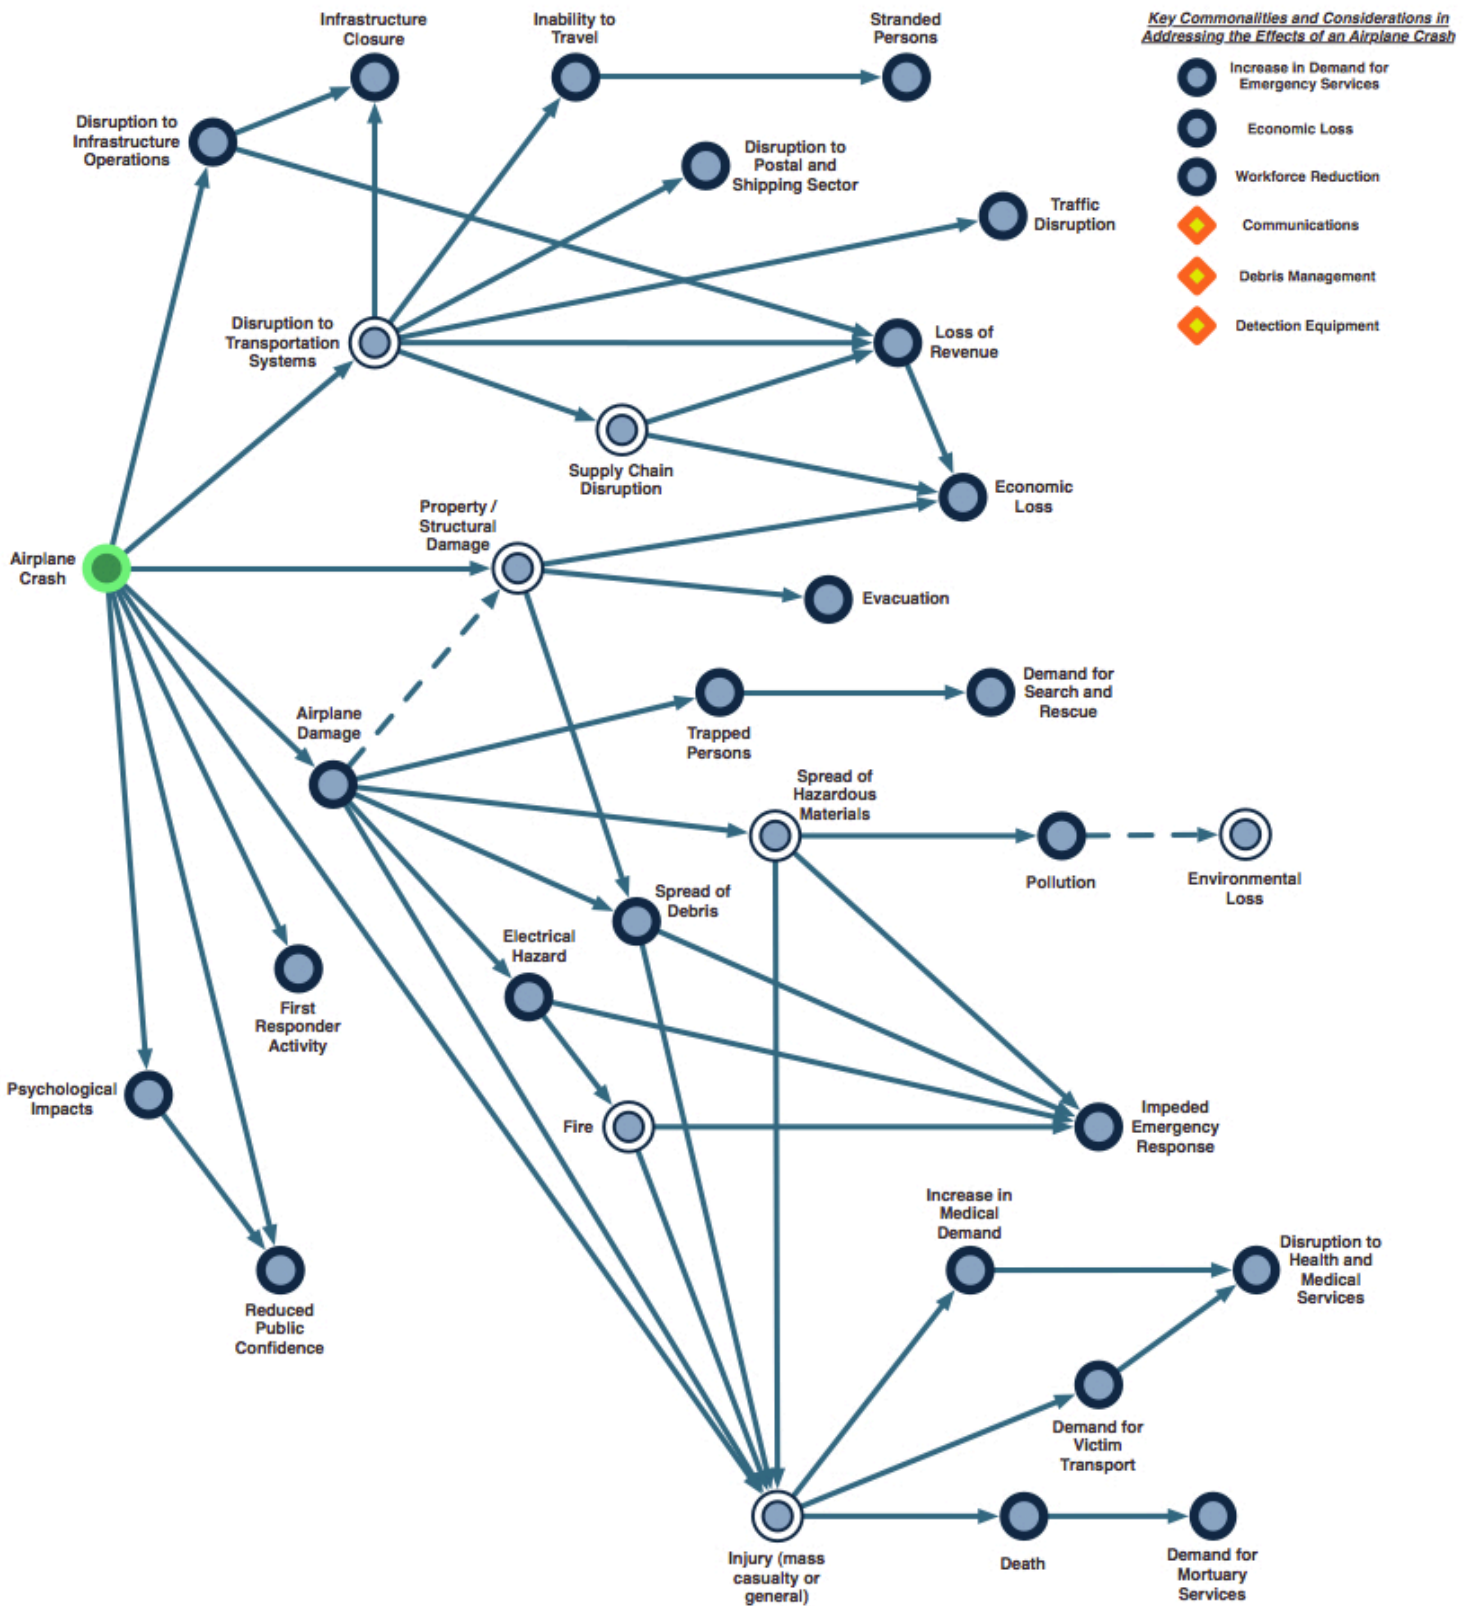 Infrastructure
Closure
Inability to
Travel
Stranded
Persons
Key Commonalities and Considerations in
Addressing the Effects of an Airplane Crash
Increase in Demand for
Emergency Services
Economic Loss
Workforce Reduction
Communications
Debris Management
Detection Equipment
Disruption to
Infrastructure
Operations
Disruption to
Postal and
Shipping Sector
Traffic
Disruption
Disruption to
Transportation
Systems
Loss of
Revenue
Supply Chain
Disruption
Economic
Loss
Property /
Structural
Damage
Airplane
Crash
Evacuation
Airplane
Damage
Trapped
Persons
Demand for
Search and
Rescue
Spread of
Hazardous
Materials
Pollution
Environmental
Loss
Spread of
Debris
Electrical
Hazard
First
Responder
Activity
Psychological
Impacts
Fire
Impeded
Emergency
Response
Reduced
Public
Confidence
Increase in
Medical
Demand
Disruption to
Health and
Medical
Services
Demand for
Victim
Transport
Injury (mass
casualty or
general)
Death
Demand for
Mortuary
Services